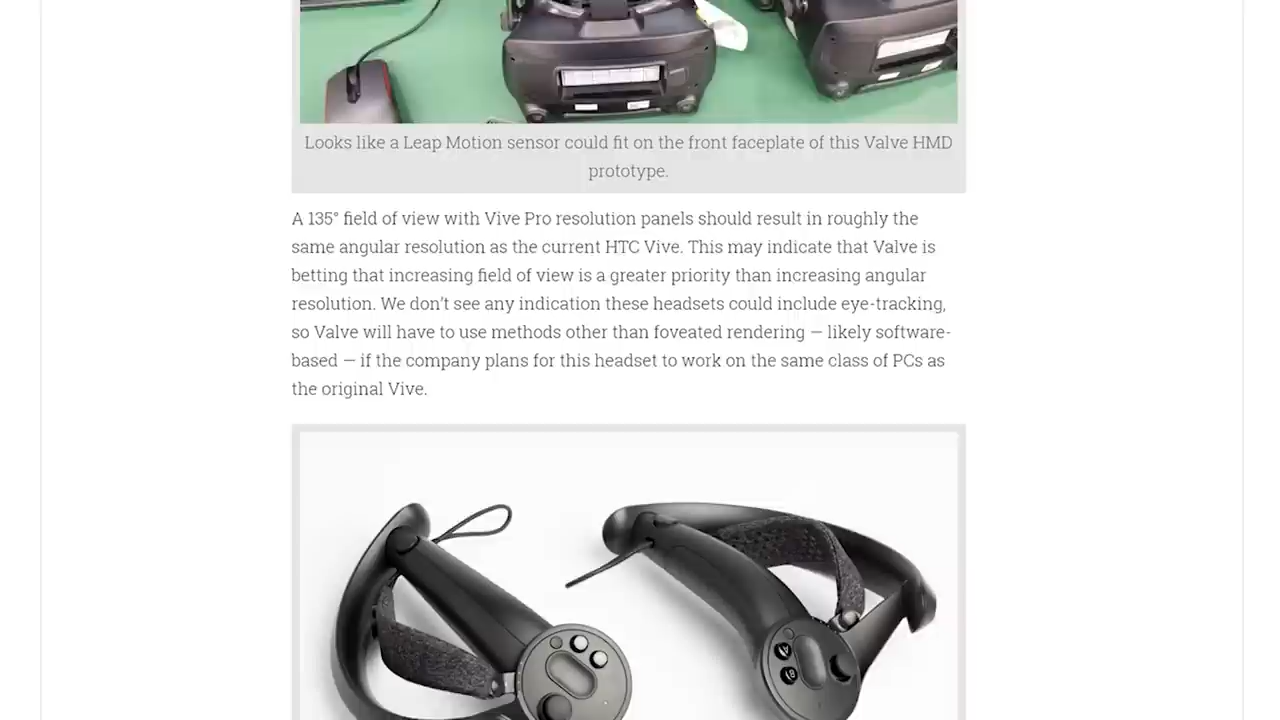 Looks like a Leap Motion sensor could fit on the front faceplate of this Valve HMD
prototype.
A 135° field of view with Vive Pro resolution panels should result in roughly the
same angular resolution as the current HTC Vive. This may indicate that Valve is
betting that increasing field of view is a greater priority than increasing angular
resolution. We don’t see any indication these headsets could include eye-tracking,
so Valve will have to use methods other than foveated rendering — likely software-
based — if the company plans for this headset to work on the same class of PCs as
the original Vive.
A
B